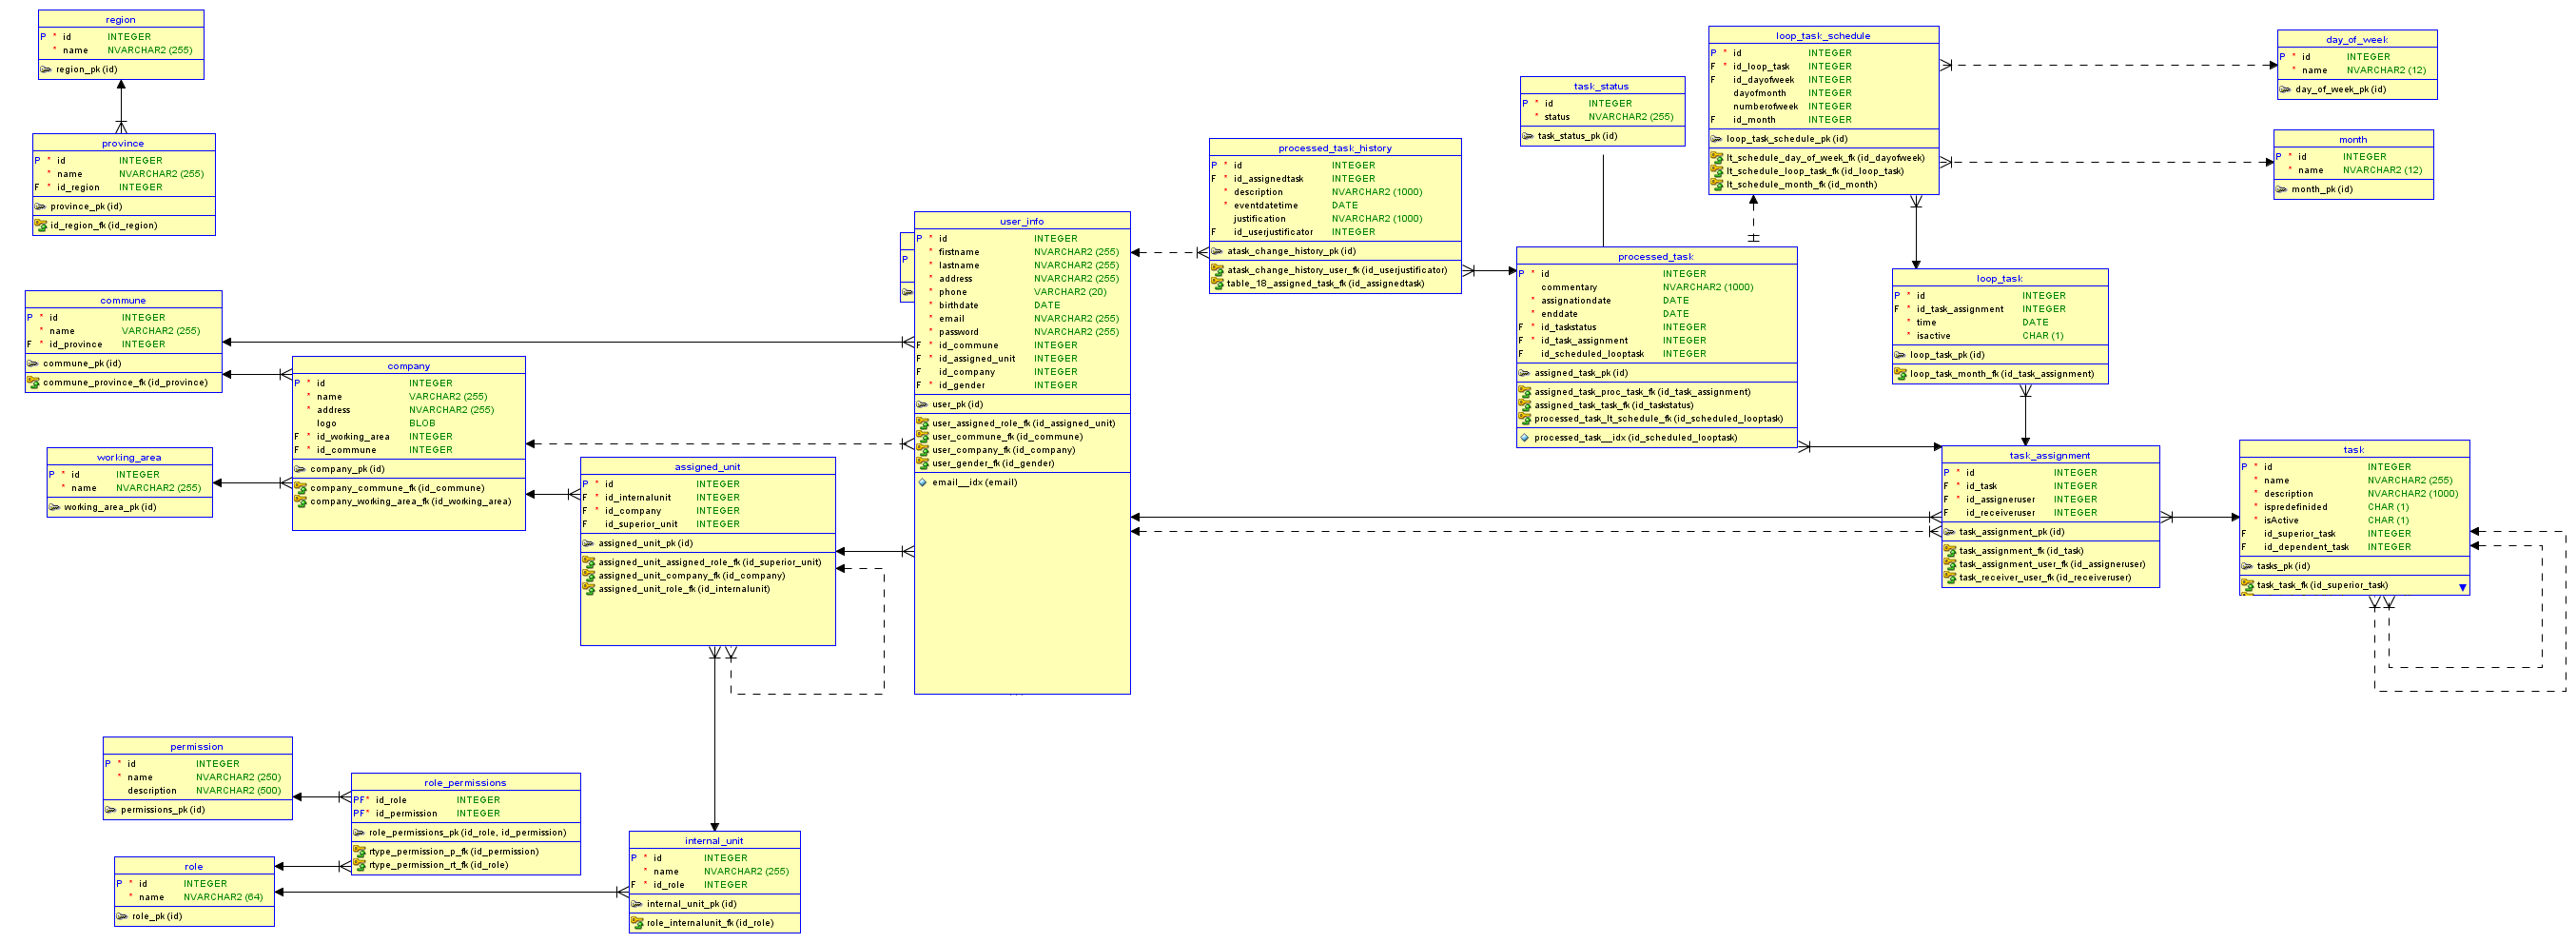 region
P * id INTEGER
* name NVARCHAR2 (255)
region_pk (id)
province
P * id INTEGER
* name NVARCHAR2 (255)
F * id_region INTEGER
province_pk (id)
id_region_fk (id_region)
commune
P * id INTEGER
* name VARCHAR2 (255)
F * id_province INTEGER
commune_pk (id)
commune_province_fk (id_province)
company
P * id INTEGER
* name VARCHAR2 (255)
* address NVARCHAR2 (255)
logo BLOB
F * id_working_area INTEGER
F id_commune INTEGER
company_pk (id)
company_commune_fk (id_commune)
company_working_area_fk (id_working_area)
working_area
P * id INTEGER
* name NVARCHAR2 (255)
working_area_pk (id)
assigned_unit
P * id INTEGER
F * id_internalunit INTEGER
F * id_company INTEGER
F id_superior_unit INTEGER
assigned_unit_pk (id)
assigned_unit_assigned_role_fk (id_superior_unit)
assigned_unit_company_fk (id_company)
assigned_unit_role_fk (id_internalunit)
permission
P * id INTEGER
* name NVARCHAR2 (250)
description NVARCHAR2 (500)
permissions_pk (id)
role_permissions
PF* id_role INTEGER
PF* id_permission INTEGER
role_permissions_pk (id_role, id_permission)
rtype_permission_p_fk (id_permission)
rtype_permission_rt_fk (id_role)
role
P * id INTEGER
* name NVARCHAR2 (64)
role_pk (id)
internal_unit
P * id INTEGER
* name NVARCHAR2 (255)
F * id_role INTEGER
internal_unit_pk (id)
role_internalunit_fk (id_role)
P
user_info
P * id INTEGER
* firstname NVARCHAR2 (255)
* lastname NVARCHAR2 (255)
* address NVARCHAR2 (255)
* phone VARCHAR2 (20)
* birthdate DATE
* email NVARCHAR2 (255)
* password NVARCHAR2 (255)
F * id_commune INTEGER
F * id_assigned_unit INTEGER
F id_company INTEGER
F * id_gender INTEGER
user_pk (id)
user_assigned_role_fk (id_assigned_unit)
user_commune_fk (id_commune)
user_company_fk (id_company)
user_gender_fk (id_gender)
email__idx (email)
processed_task_history
P * id INTEGER
F * id_assignedtask INTEGER
* description NVARCHAR2 (1000)
* eventdatetime DATE
justification NVARCHAR2 (1000)
F id_userjustificator INTEGER
atask_change_history_pk (id)
atask_change_history_user_fk (id_userjustificator)
table_18_assigned_task_fk (id_assignedtask)
task_status
P * id INTEGER
* status NVARCHAR2 (255)
task_status_pk (id)
processed_task
P * id INTEGER
commentary NVARCHAR2 (1000)
* assignationdate DATE
* enddate DATE
F * id_taskstatus INTEGER
F * id_task_assignment INTEGER
F id_scheduled_looptask INTEGER
assigned_task_pk (id)
assigned_task_proc_task_fk (id_task_assignment)
assigned_task_task_fk (id_taskstatus)
processed_task_lt_schedule_fk (id_scheduled_looptask)
processed_task__idx (id_scheduled_looptask)
loop_task_schedule
P * id INTEGER
F * id_loop_task INTEGER
F id_dayofweek INTEGER
dayofmonth INTEGER
numberofweek INTEGER
F id_month INTEGER
loop_task_schedule_pk (id)
lt_schedule_day_of_week_fk (id_dayofweek)
lt_schedule_loop_task_fk (id_loop_task)
lt_schedule_month_fk (id_month)
day_of_week
P * id INTEGER
* name NVARCHAR2 (12)
day_of_week_pk (id)
month
P * id INTEGER
* name NVARCHAR2 (12)
month_pk (id)
loop_task
P * id INTEGER
F * id_task_assignment INTEGER
* time DATE
* isactive CHAR (1)
loop_task_pk (id)
loop_task_month_fk (id_task_assignment)
task_assignment
P * id INTEGER
F * id_task INTEGER
F * id_assigneruser INTEGER
F id_receiveruser INTEGER
task_assignment_pk (id)
task_assignment_fk (id_task)
task_assignment_user_fk (id_assigneruser)
task_receiver_user_fk (id_receiveruser)
task
P * id INTEGER
* name NVARCHAR2 (255)
* description NVARCHAR2 (1000)
* ispredefinided CHAR (1)
* isActive CHAR (1)
F id_superior_task INTEGER
F id_dependent_task INTEGER
tasks_pk (id)
task_task_fk (id_superior_task)